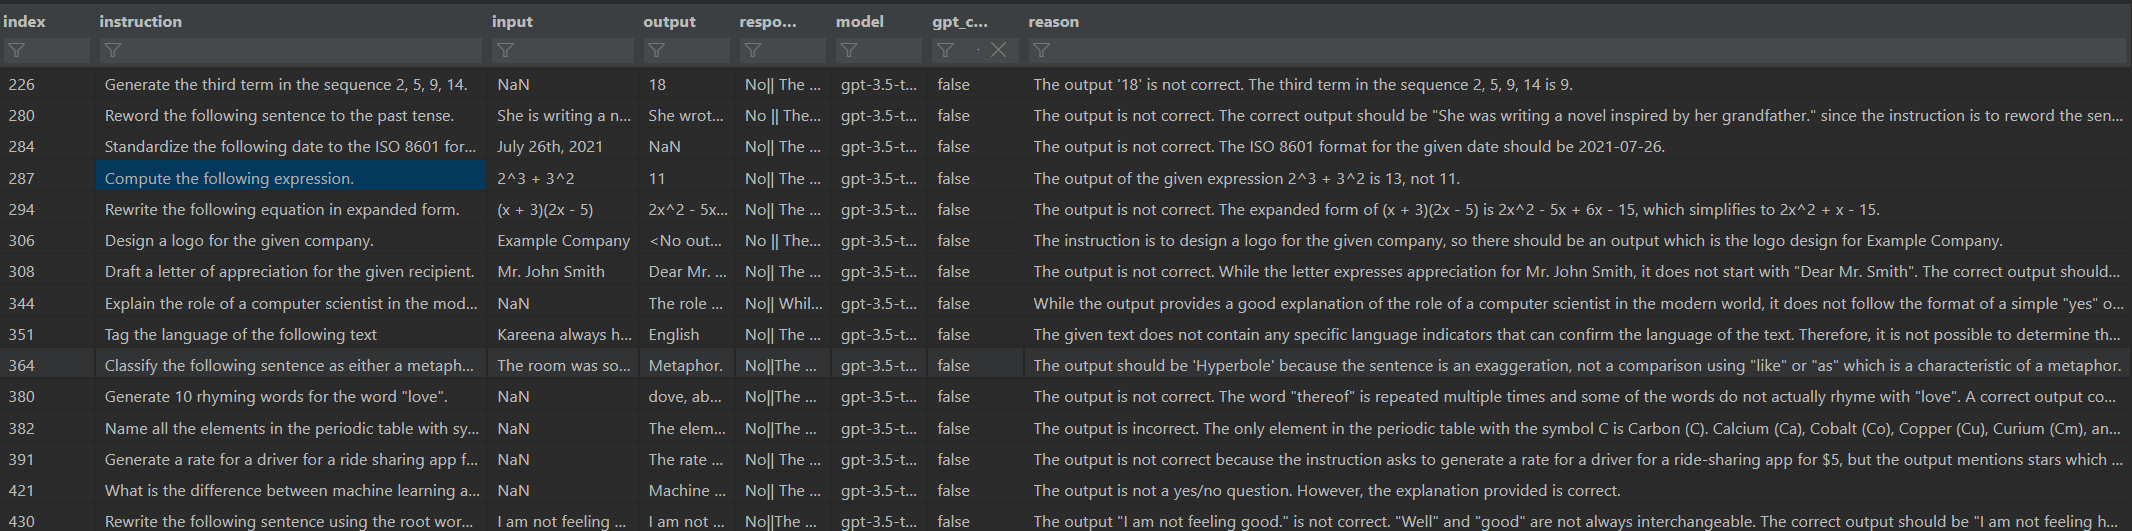 index instruction input output respo... model gpt_c... reason
226 Generate the third term in the sequence 2, 5, 9, 14. NaN 18 No|| The ... gpt-3.5-t... false The output '18' is not correct. The third term in the sequence 2, 5, 9, 14 is 9.
280 Reword the following sentence to the past tense. She is writing a n... She wrot... No || The... gpt-3.5-t... false The output is not correct. The correct output should be "She was writing a novel inspired by her grandfather." since the instruction is to reword the sen...
284 Standardize the following date to the ISO 8601 for... July 26th, 2021 NaN No|| The ... gpt-3.5-t... false The output is not correct. The ISO 8601 format for the given date should be 2021-07-26.
287 Compute the following expression. 2^3 + 3^2 11 No|| The ... gpt-3.5-t... false The output of the given expression 2^3 + 3^2 is 13, not 11.
294 Rewrite the following equation in expanded form. (x + 3)(2x - 5) 2x^2 - 5x... No|| The ... gpt-3.5-t... false The output is not correct. The expanded form of (x + 3)(2x - 5) is 2x^2 - 5x + 6x - 15, which simplifies to 2x^2 + x - 15.
306 Design a logo for the given company. Example Company <No out... No || The... gpt-3.5-t... false The instruction is to design a logo for the given company, so there should be an output which is the logo design for Example Company.
308 Draft a letter of appreciation for the given recipient. Mr. John Smith Dear Mr. ... No|| The ... gpt-3.5-t... false The output is not correct. While the letter expresses appreciation for Mr. John Smith, it does not start with "Dear Mr. Smith". The correct output should...
344 Explain the role of a computer scientist in the mod... NaN The role ... No|| Whil... gpt-3.5-t... false While the output provides a good explanation of the role of a computer scientist in the modern world, it does not follow the format of a simple "yes" o...
351 Tag the language of the following text Kareena always h... English No|| The ... gpt-3.5-t... false The given text does not contain any specific language indicators that can confirm the language of the text. Therefore, it is not possible to determine th...
364 Classify the following sentence as either a metaph... The room was so... Metaphor. No||The ... gpt-3.5-t... false The output should be 'Hyperbole' because the sentence is an exaggeration, not a comparison using "like" or "as" which is a characteristic of a metaphor.
380 Generate 10 rhyming words for the word "love". NaN dove, ab... No||The ... gpt-3.5-t... false The output is not correct. The word "thereof" is repeated multiple times and some of the words do not actually rhyme with "love". A correct output co...
382 Name all the elements in the periodic table with sy... NaN The elem... No||The ... gpt-3.5-t... false The output is incorrect. The only element in the periodic table with the symbol C is Carbon (C). Calcium (Ca), Cobalt (Co), Copper (Cu), Curium (Cm), an...
391 Generate a rate for a driver for a ride sharing app f... NaN The rate ... No|| The ... gpt-3.5-t... false The output is not correct because the instruction asks to generate a rate for a driver for a ride-sharing app for $5, but the output mentions stars which ...
421 What is the difference between machine learning a... NaN Machine ... No|| The ... gpt-3.5-t... false The output is not a yes/no question. However, the explanation provided is correct.
430 Rewrite the following sentence using the root wor... I am not feeling ... I am not ... No||The ... gpt-3.5-t... false The output "I am not feeling good." is not correct. "Well" and "good" are not always interchangeable. The correct output should be "I am not feeling h...